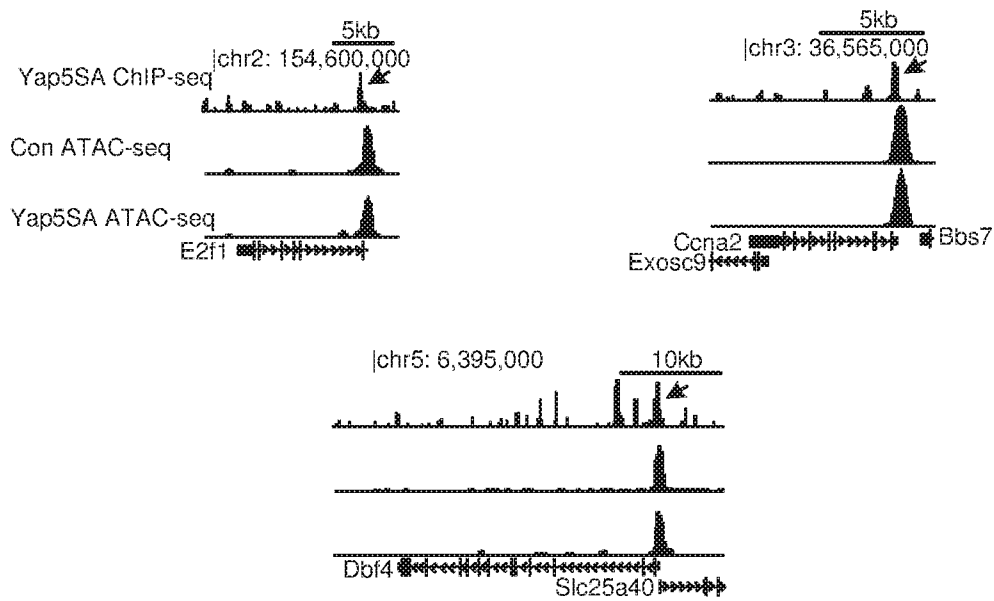 5kb
|chr2: 154,600,000
Yap5SA ChIP-seq
Con ATAC-seq
Yap5SA ATAC-seq
E2f1
5kb
|chr3: 36,565,000
Ccna2
Bbs7
Exosc9
|chr5: 6,395,000
10kb
Dbf4
Slc25a40